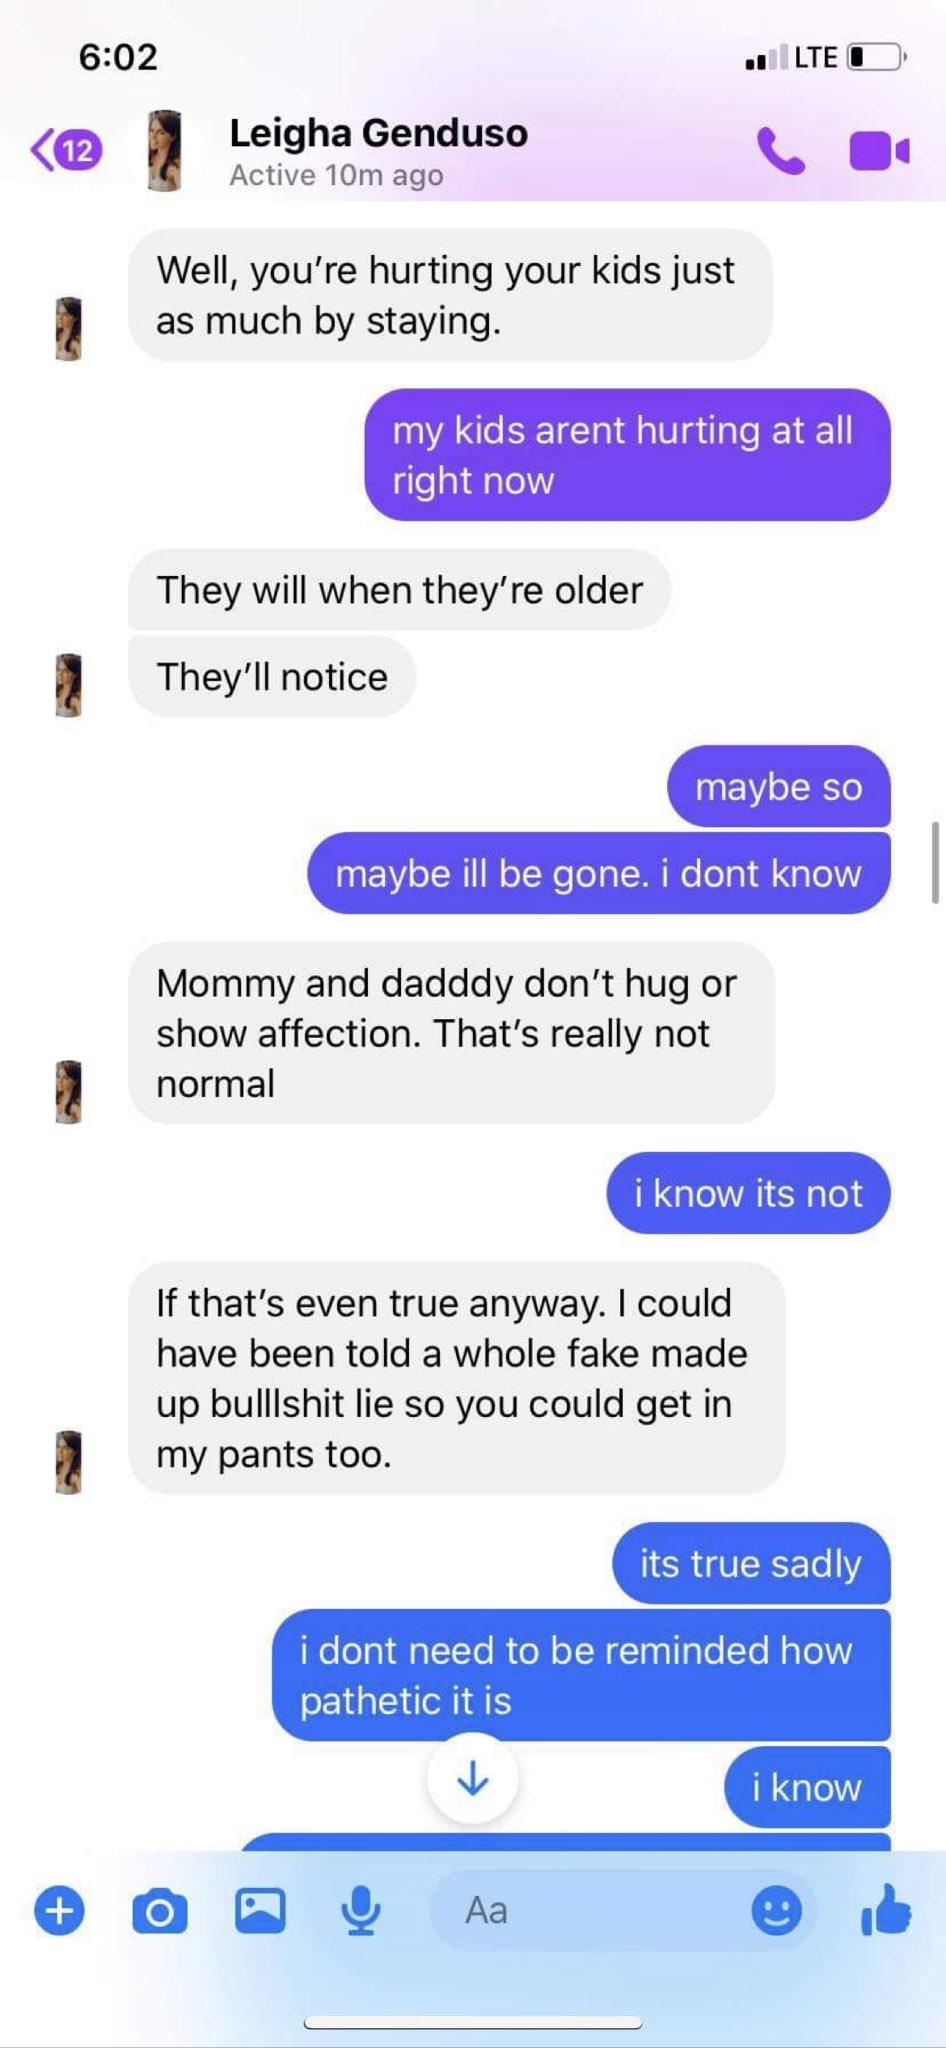 6:02
LTE
12
Leigha Genduso
Active 10m ago
Well, you're hurting your kids just
as much by staying.
my kids arent hurting at all
right now
They will when they're older
They'll notice
maybe so
maybe ill be gone. i dont know
Mommy and dadddy don't hug or
show affection. That's really not
normal
i know its not
If that's even true anyway. I could
have been told a whole fake made
up bulllshit lie so you could get in
my pants too.
its true sadly
i dont need to be reminded how
pathetic it is
i know
Aa